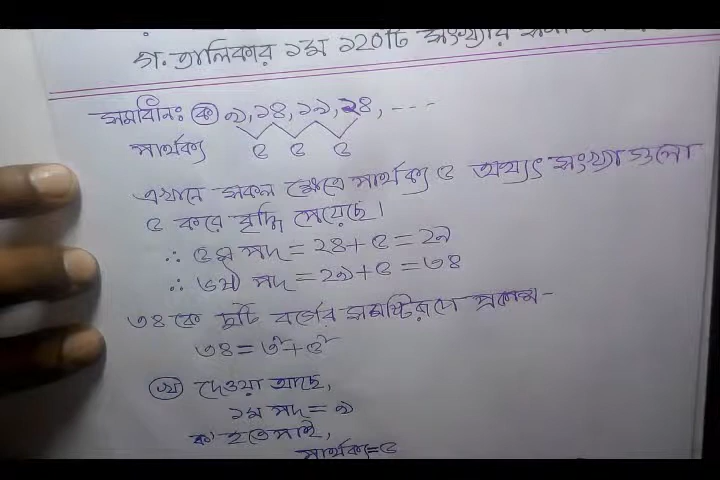 গ. তালিকার ১ম ১২০টি সংখ্যার
সমাধানঃ ক ৯, ১৪, ১৯, ২৪, ---
পার্থক্য ৫ ৫ ৫
এখানে সকল ক্ষেত্রে পার্থক্য ৫ অর্থাৎ সংখ্যা গুলো
৫ করে বৃদ্ধি পেয়েছে।
∴ ৫ম পদ = ২৪+৫ = ২৯
∴ ৬ষ্ঠ পদ = ২৯+৫ = ৩৪
৩৪ কে দুটি বর্গের সমষ্টিরূপে প্রকাশ -
৩৪ = ৩²+৫²
খ দেওয়া আছে,
১ম পদ = ৯
ক' হতে পাই,
পার্থক্য = ৫